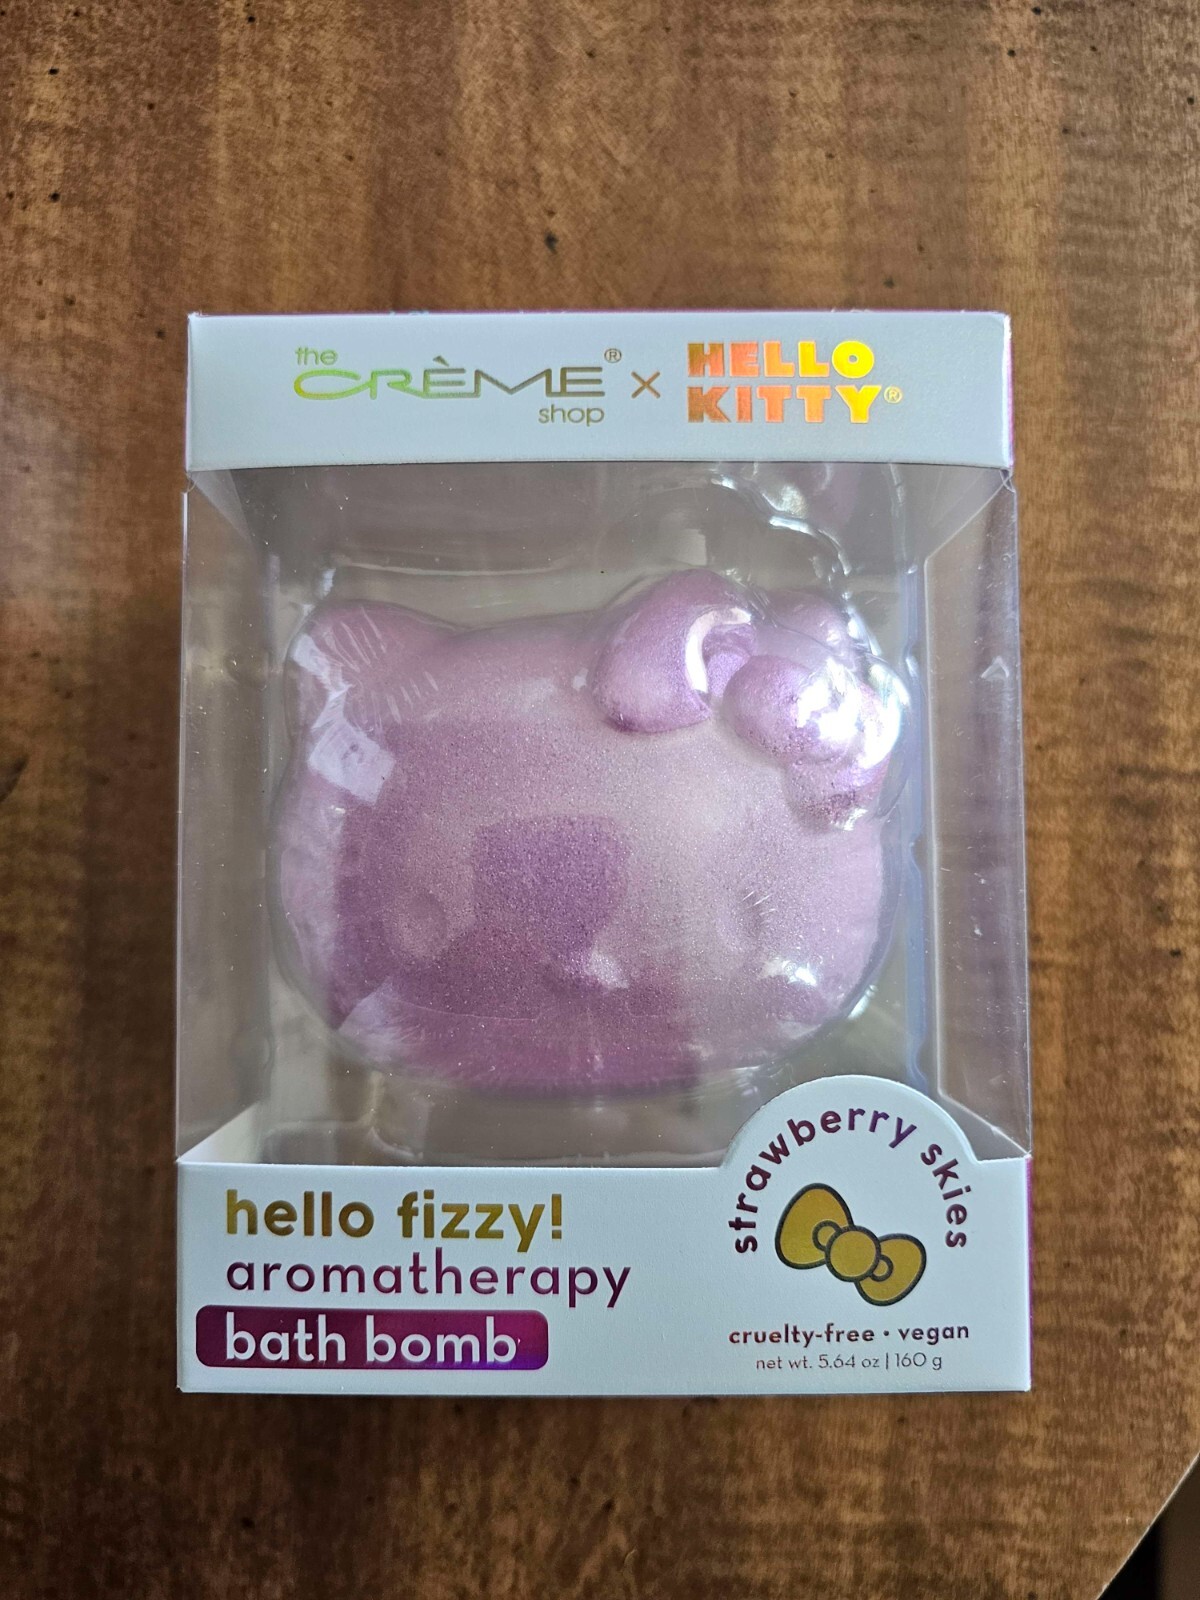 the
CRÈME® × HELLO
shop KITTY®
strawberry skies
hello fizzy!
aromatherapy
bath bomb
cruelty-free • vegan
net wt. 5.64 oz | 160 g